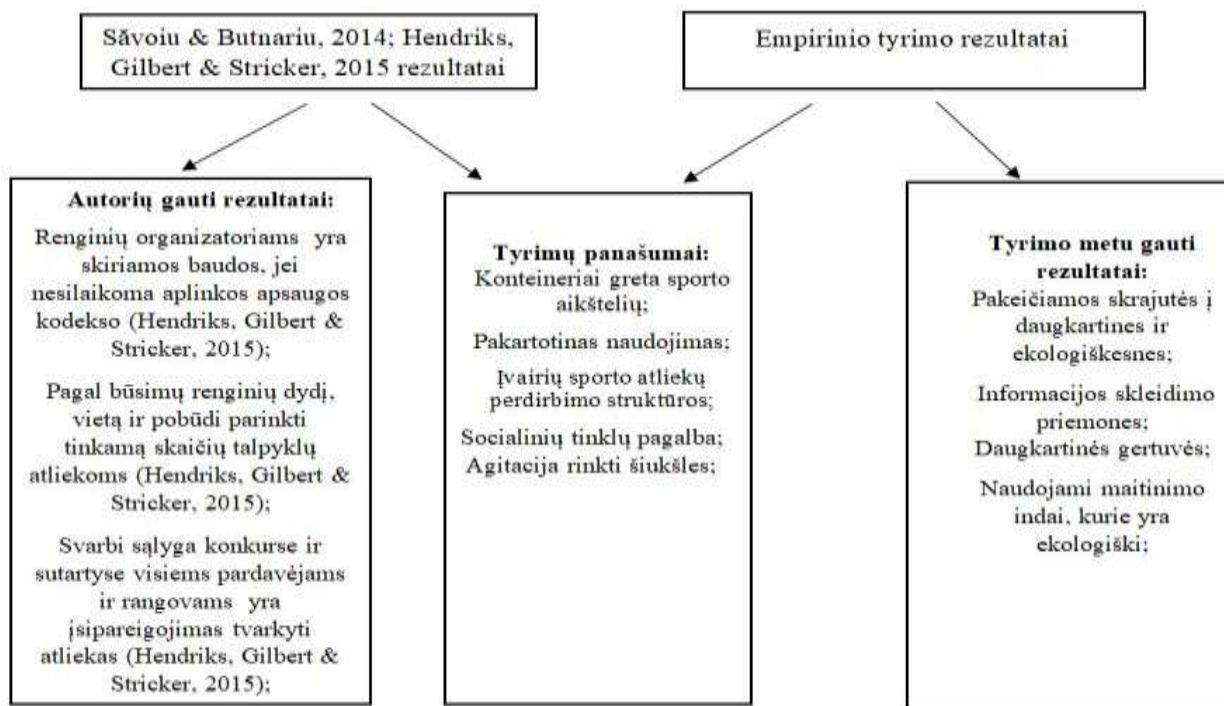 Săvoiu & Butnariu, 2014; Hendriks,
Gilbert & Stricker, 2015 rezultatai
Empirinio tyrimo rezultatai
Autorių gauti rezultatai:
Renginių organizatoriams yra
skiriamos baudos, jei
nesilaikoma aplinkos apsaugos
kodekso (Hendriks, Gilbert &
Stricker, 2015);
Pagal būsimų renginių dydį,
vietą ir pobūdi parinkti
tinkamą skaičių talpyklų
atliekoms (Hendriks, Gilbert &
Stricker, 2015);
Svarbi sąlyga konkurse ir
sutartyse visiems pardavėjams
ir rangovams yra
įsipareigojimas tvarkyti
atliekas (Hendriks, Gilbert &
Stricker, 2015);
Tyrimų panašumai:
Konteineriai greta sporto
aikštelių;
Pakartotinas naudojimas;
Įvairių sporto atliekų
perdirbimo struktūros;
Socialinių tinklų pagalba;
Agitacija rinkti šiukšles;
Tyrimo metu gauti
rezultatai:
Pakeičiamos skrajutės į
daugkartines ir
ekologiškesnes;
Informacijos skleidimo
priemones;
Daugkartinės gertuvės;
Naudojami maitinimo
indai, kurie yra
ekologiški;